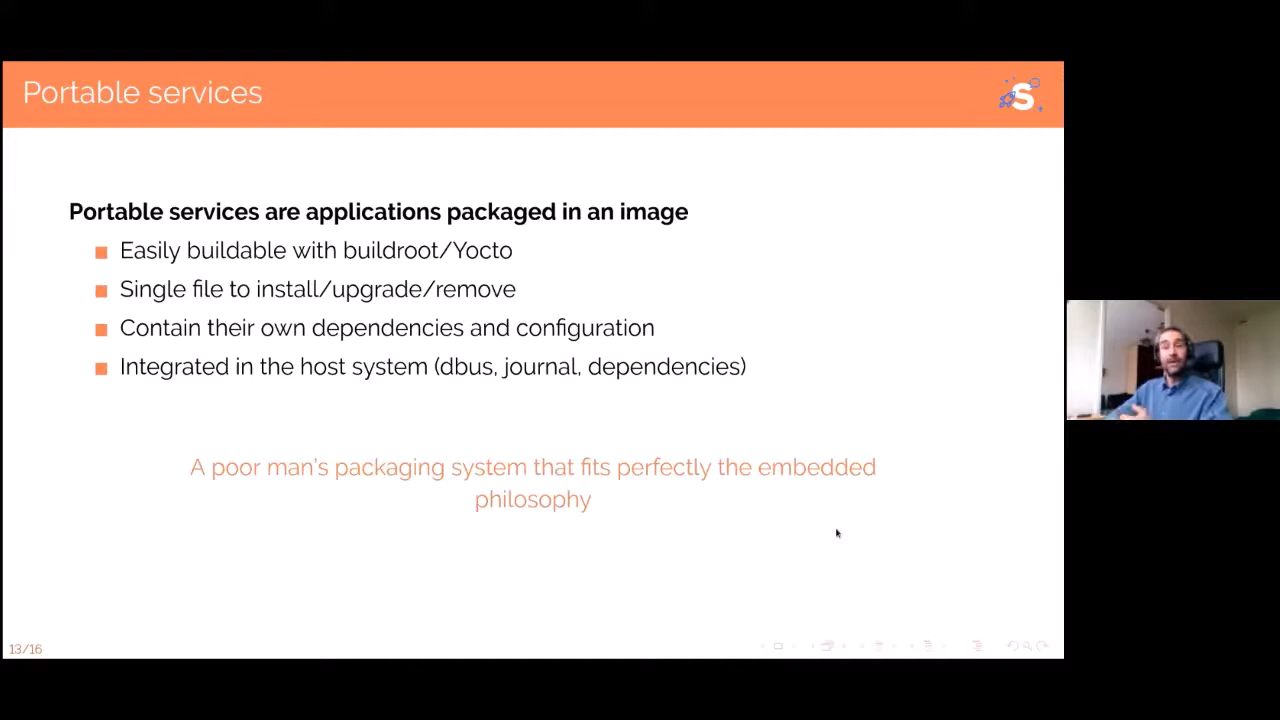 Portable services
S
Portable services are applications packaged in an image
Easily buildable with buildroot/Yocto
Single file to install/upgrade/remove
Contain their own dependencies and configuration
Integrated in the host system (dbus, journal, dependencies)
A poor man's packaging system that fits perfectly the embedded
philosophy
13/16